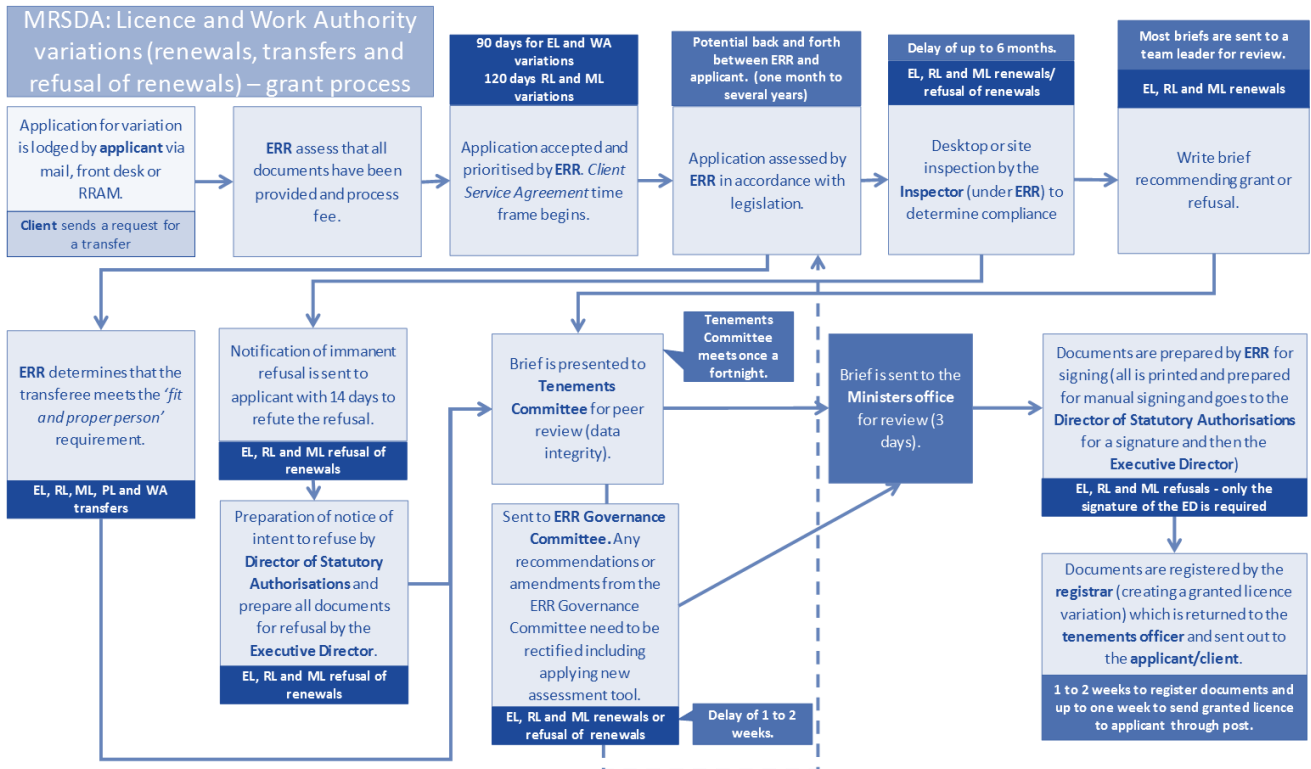 MRSDA: Licence and Work Authority
variations (renewals, transfers and
refusal of renewals) – grant process
Application for variation
is lodged by applicant via
mail, front desk or
RRAM.
Client sends a request for
a transfer
ERR assess that all
documents have been
provided and process
fee.
90 days for EL and WA
variations
120 days RL and ML
variations
Application accepted and
prioritised by ERR. Client
Service Agreement time
frame begins.
Potential back and forth
between ERR and
applicant. (one month to
several years)
Application assessed by
ERR in accordance with
legislation.
Delay of up to 6 months.
EL, RL and ML renewals/
refusal of renewals
Desktop or site
inspection by the
Inspector (under ERR) to
determine compliance
Most briefs are sent to a
team leader for review.
EL, RL and ML renewals
Write brief
recommending grant or
refusal.
ERR determines that the
transferee meets the ‘fit
and proper person’
requirement.
EL, RL, ML, PL and WA
transfers
Notification of immanent
refusal is sent to
applicant with 14 days to
refute the refusal.
EL, RL and ML refusal of
renewals
Preparation of notice of
intent to refuse by
Director of Statutory
Authorisations and
prepare all documents
for refusal by the
Executive Director.
EL, RL and ML refusal of
renewals
Brief is presented to
Tenements
Committee for peer
review (data
integrity).
Tenements
Committee
meets once a
fortnight.
Sent to ERR Governance
Committee. Any
recommendations or
amendments from the
ERR Governance
Committee need to be
rectified including
applying new
assessment tool.
EL, RL and ML renewals or
refusal of renewals
Delay of 1 to 2
weeks.
Brief is sent to the
Ministers office
for review (3
days).
Documents are prepared by ERR for
signing (all is printed and prepared
for manual signing and goes to the
Director of Statutory Authorisations
for a signature and then the
Executive Director)
EL, RL and ML refusals - only the
signature of the ED is required
Documents are registered by the
registrar (creating a granted licence
variation) which is returned to the
tenements officer and sent out to
the applicant/client.
1 to 2 weeks to register documents and
up to one week to send granted licence
to applicant through post.